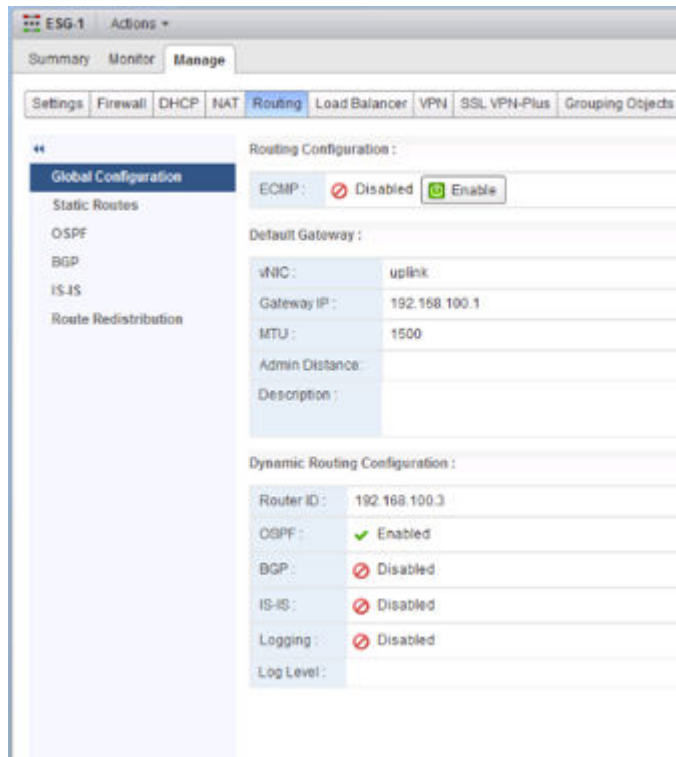 ESG-1 Actions
Summary Monitor Manage
Settings Firewall DHCP NAT Routing Load Balancer VPN SSL VPN-Plus Grouping Objects
Global Configuration
Static Routes
OSPF
BGP
IS-IS
Route Redistribution
Routing Configuration :
ECMP : Disabled Enable
Default Gateway :
vNIC : uplink
Gateway IP : 192.168.100.1
MTU : 1500
Admin Distance:
Description :
Dynamic Routing Configuration :
Router ID : 192.168.100.3
OSPF : Enabled
BGP : Disabled
IS-IS : Disabled
Logging : Disabled
Log Level :